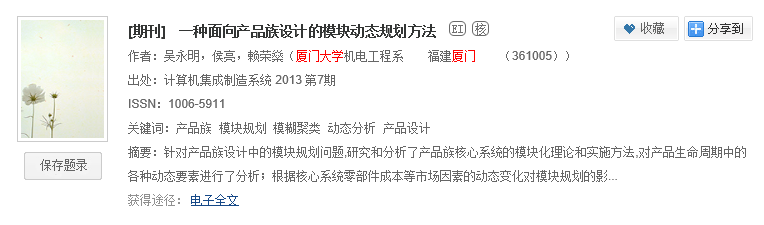 [期刊] 一种面向产品族设计的模块动态规划方法 EI 核 收藏 分享到
作者：吴永明，侯亮，赖荣燊（厦门大学机电工程系 福建厦门 （361005））
出处：计算机集成制造系统 2013 第7期
ISSN：1006-5911
关键词：产品族 模块规划 模糊聚类 动态分析 产品设计
摘要：针对产品族设计中的模块规划问题,研究和分析了产品族核心系统的模块化理论和实施方法,对产品生命周期中的
各种动态要素进行了分析；根据核心系统零部件成本等市场因素的动态变化对模块规划的影...
保存题录
获得途径：电子全文